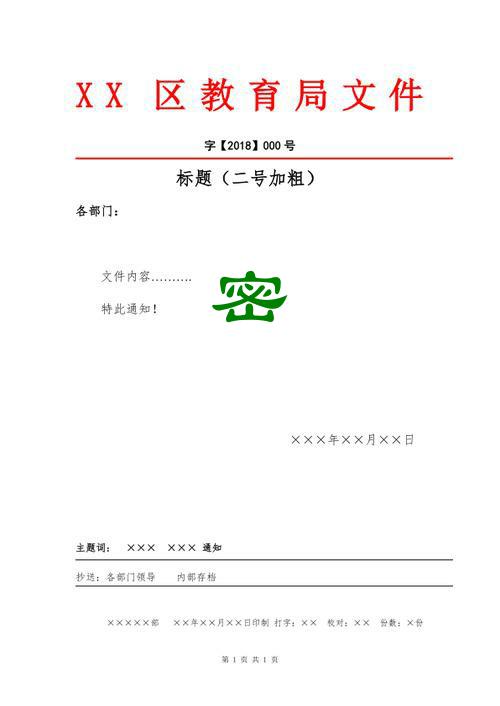 XX 区教育局文件
字【2018】000 号
标题（二号加粗）
各部门：
文件内容……….
密
特此通知！
×××年××月××日
主题词： ××× ××× 通知
抄送：各部门领导 内部存档
×××××部 ××年××月××日印制 打字：×× 校对：×× 份数：×份
第 1 页 共 1 页